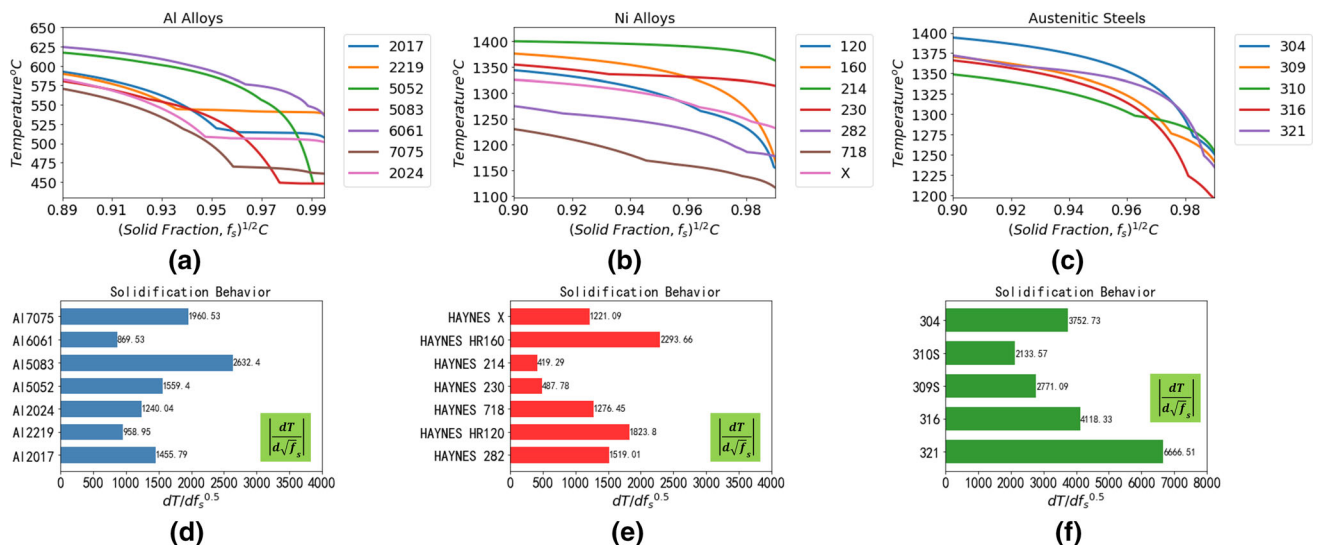 Al Alloys
650
625
600
575
550
525
500
475
450
Temperature°C
0.89 0.91 0.93 0.95 0.97 0.99
(Solid Fraction, fₛ)¹ᐟ²C
2017
2219
5052
5083
6061
7075
2024
(a)
Ni Alloys
1400
1350
1300
1250
1200
1150
1100
Temperature°C
0.90 0.92 0.94 0.96 0.98
(Solid Fraction, fₛ)¹ᐟ²C
120
160
214
230
282
718
X
(b)
Austenitic Steels
1400
1375
1350
1325
1300
1275
1250
1225
1200
Temperature°C
0.90 0.92 0.94 0.96 0.98
(Solid Fraction, fₛ)¹ᐟ²C
304
309
310
316
321
(c)
Solidification Behavior
Al7075 1960.53
Al6061 869.53
Al5083 2632.4
Al5052 1559.4
Al2024 1240.04
Al2219 958.95
Al2017 1455.79
|dT/d√fₛ|
0 500 1000 1500 2000 2500 3000 3500 4000
dT/dfₛ⁰·⁵
(d)
Solidification Behavior
HAYNES X 1221.09
HAYNES HR160 2293.66
HAYNES 214 419.29
HAYNES 230 487.78
HAYNES 718 1276.45
HAYNES HR120 1823.8
HAYNES 282 1519.01
|dT/d√fₛ|
0 500 1000 1500 2000 2500 3000 3500 4000
dT/dfₛ⁰·⁵
(e)
Solidification Behavior
304 3752.73
310S 2133.57
309S 2771.09
316 4118.33
321 6666.51
|dT/d√fₛ|
0 1000 2000 3000 4000 5000 6000 7000 8000
dT/dfₛ⁰·⁵
(f)